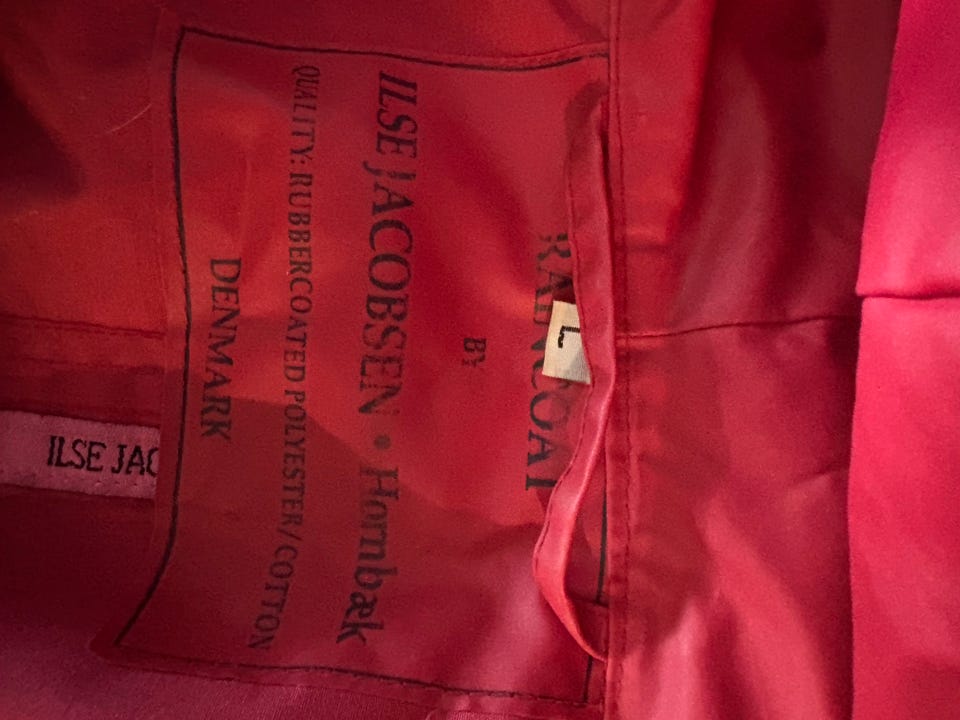 RAINCOAT
L
BY
ILSE JACOBSEN • Hornbæk
QUALITY: RUBBERCOATED POLYESTER/COTTON
DENMARK
ILSE JAC